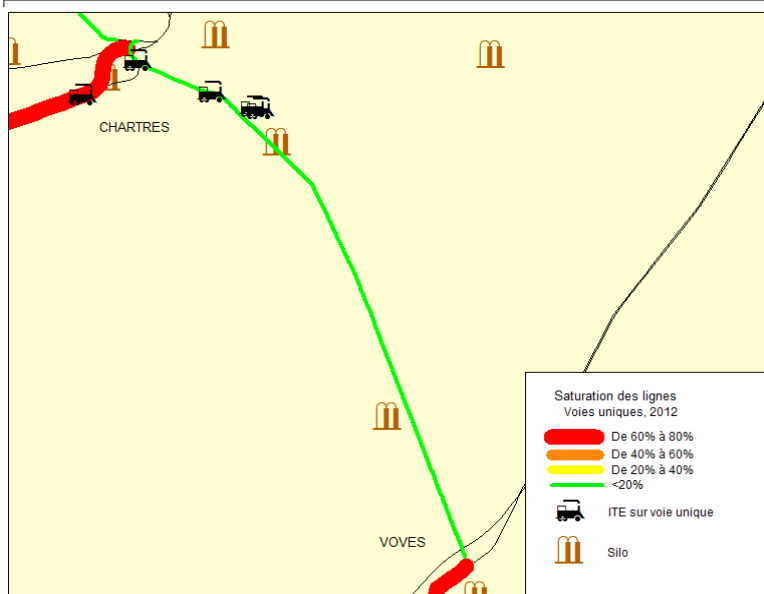 CHARTRES
VOVES
Saturation des lignes
Voies uniques, 2012
De 60% à 80%
De 40% à 60%
De 20% à 40%
<20%
ITE sur voie unique
Silo